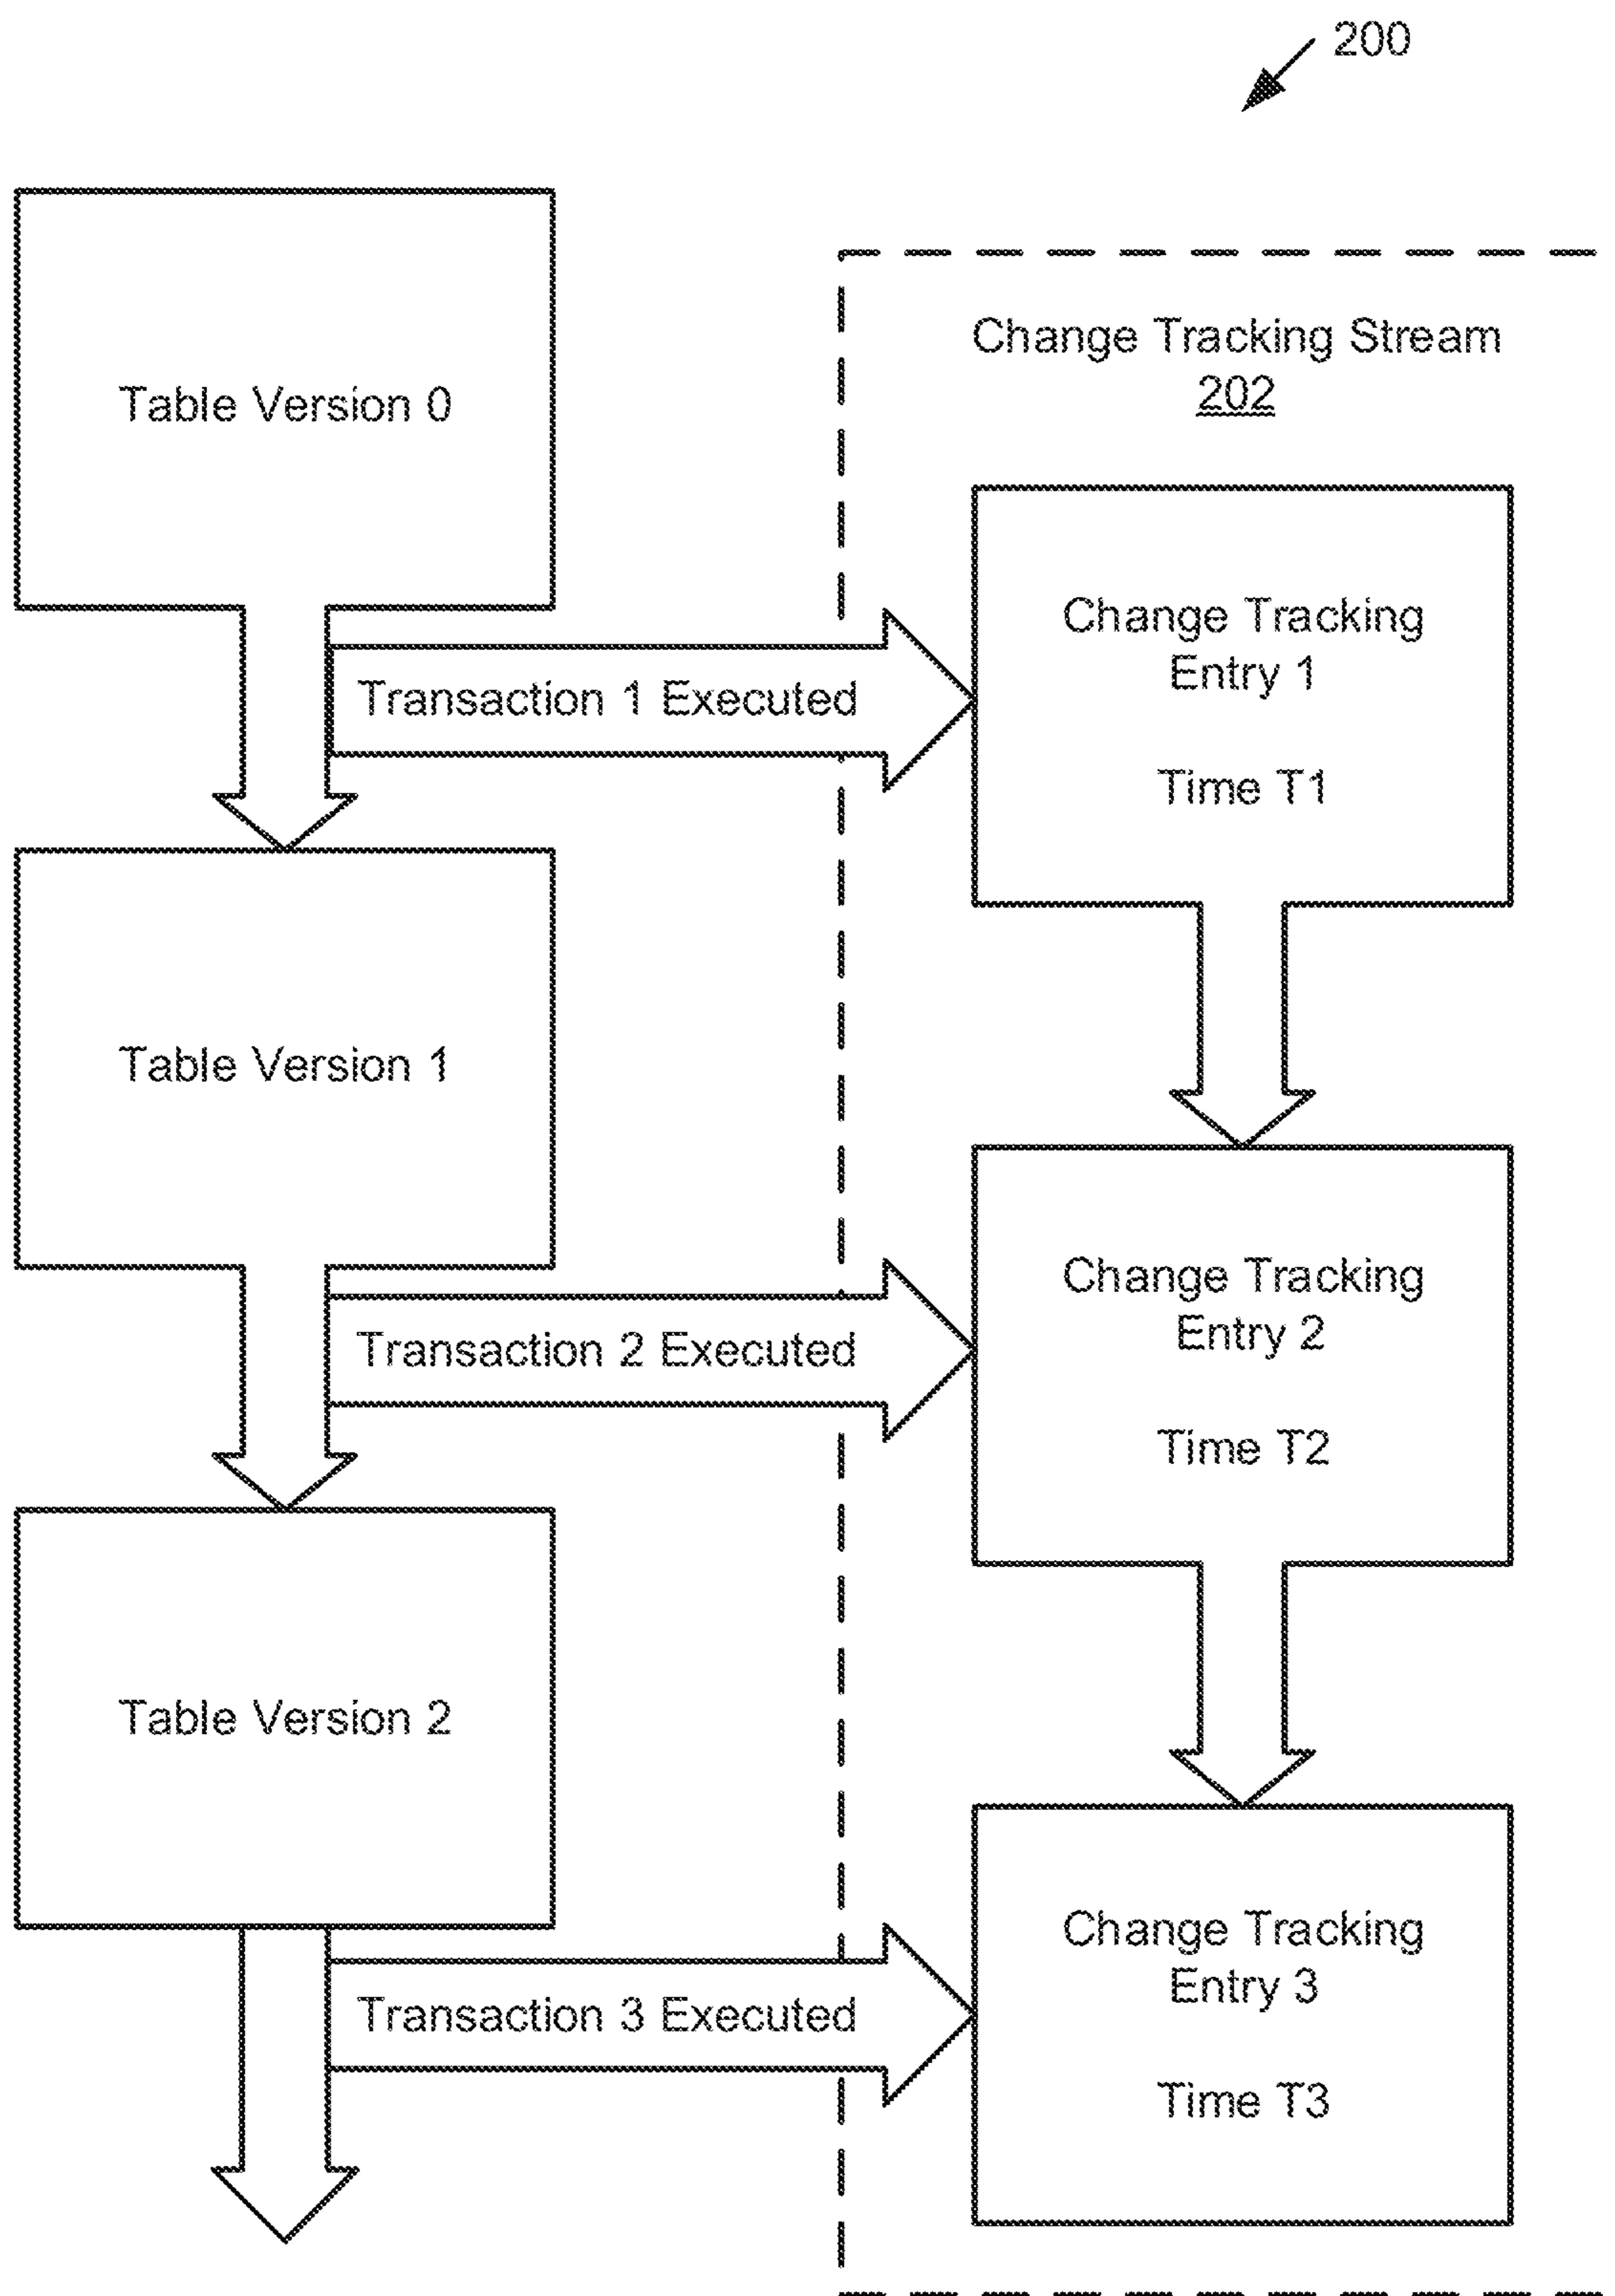 200
Table Version 0
Change Tracking Stream
202
Change Tracking
Entry 1
Time T1
Transaction 1 Executed
Table Version 1
Change Tracking
Entry 2
Time T2
Transaction 2 Executed
Table Version 2
Change Tracking
Entry 3
Time T3
Transaction 3 Executed